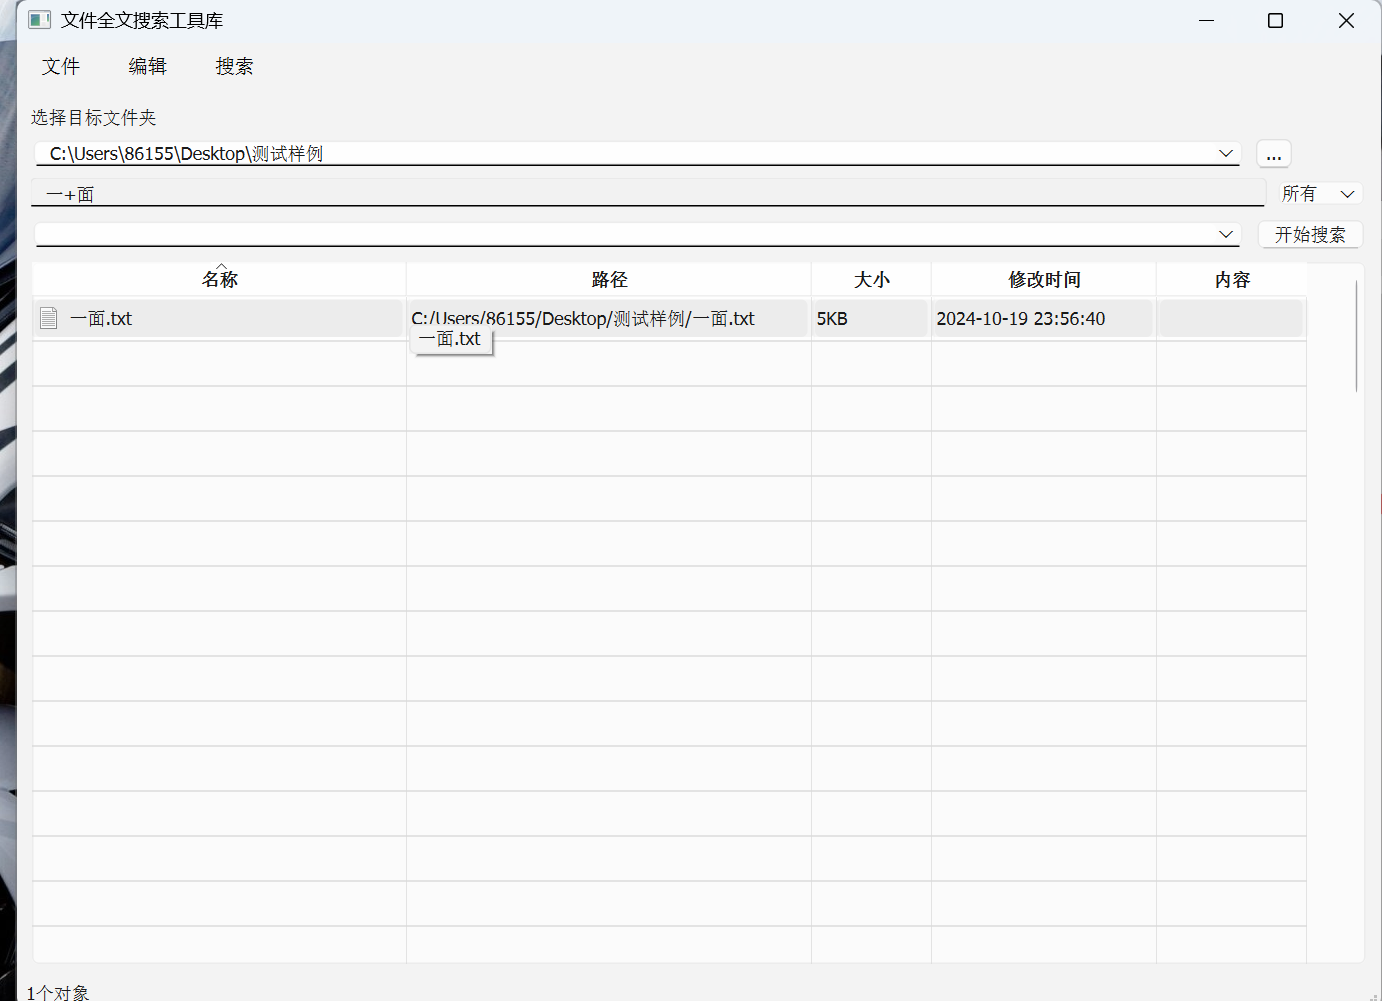 文件全文搜索工具库
文件 编辑 搜索
选择目标文件夹
C:\Users\86155\Desktop\测试样例
...
一+面
所有
开始搜索
名称 路径 大小 修改时间 内容
一面.txt C:/Users/86155/Desktop/测试样例/一面.txt 5KB 2024-10-19 23:56:40
一面.txt
1个对象